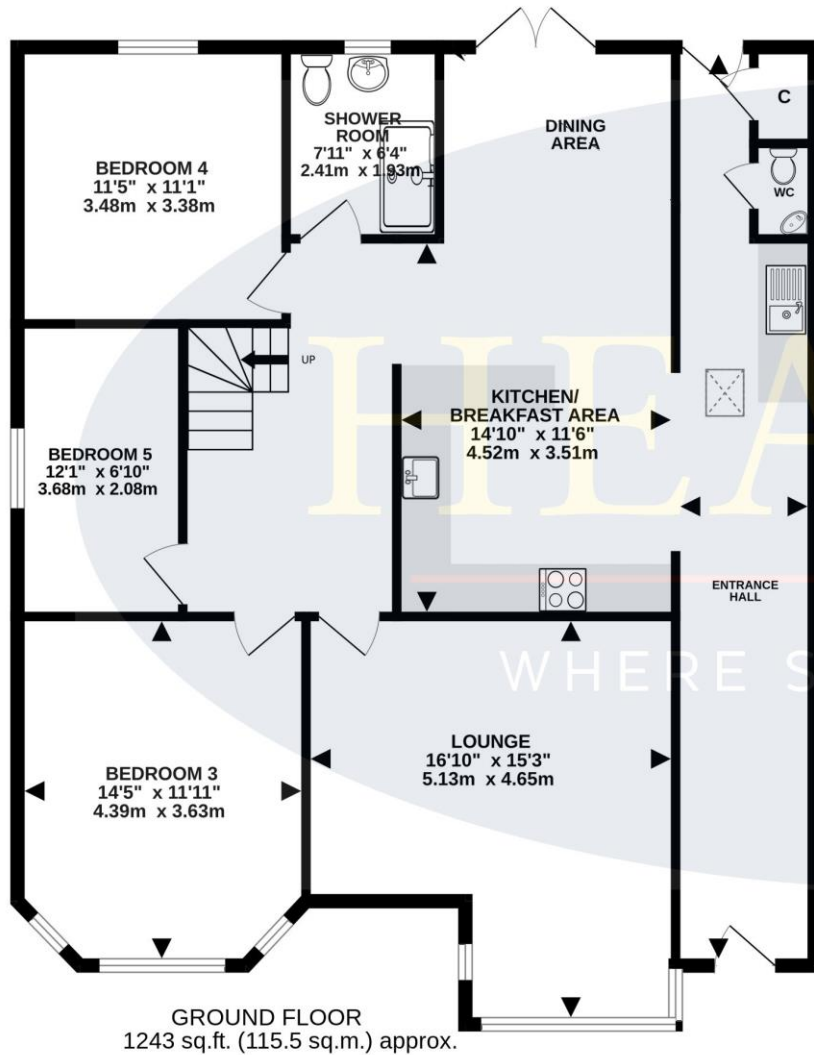 C
SHOWER
ROOM
7'11" x 6'4"
2.41m x 1.93m
DINING
AREA
BEDROOM 4
11'5" x 11'1"
3.48m x 3.38m
WC
UP
KITCHEN/
BREAKFAST AREA
14'10" x 11'6"
4.52m x 3.51m
BEDROOM 5
12'1" x 6'10"
3.68m x 2.08m
HEA
ENTRANCE
HALL
WHERE S
LOUNGE
16'10" x 15'3"
5.13m x 4.65m
BEDROOM 3
14'5" x 11'11"
4.39m x 3.63m
GROUND FLOOR
1243 sq.ft. (115.5 sq.m.) approx.